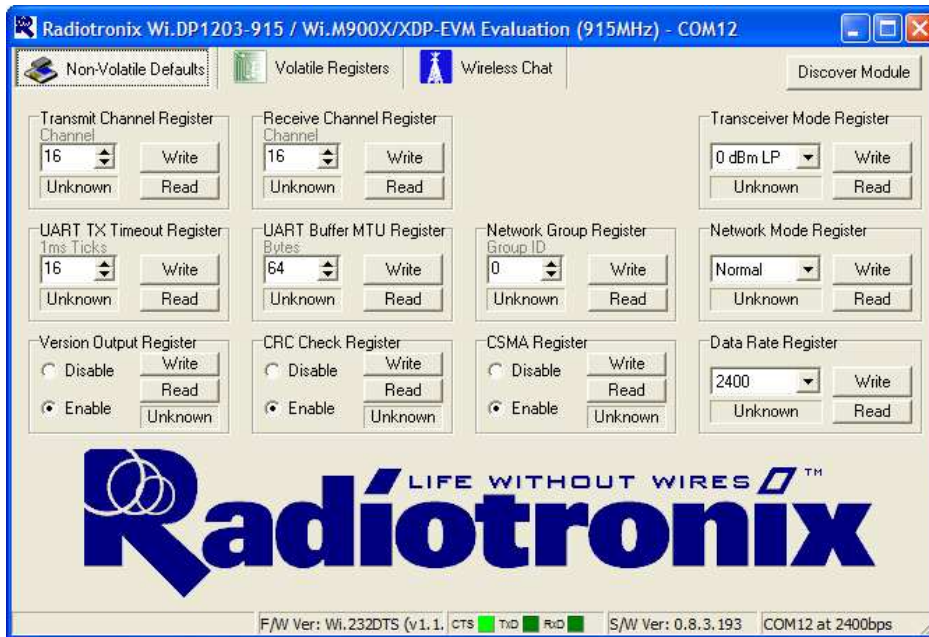 Radiotronix Wi.DP1203-915 / Wi.M900X/XDP-EVM Evaluation (915MHz) - COM12
Non-Volatile Defaults
Volatile Registers
Wireless Chat
Discover Module
Transmit Channel Register
Channel
16
Write
Unknown
Read
Receive Channel Register
Channel
16
Write
Unknown
Read
Transceiver Mode Register
0 dBm LP
Write
Unknown
Read
UART TX Timeout Register
1ms Ticks
16
Write
Unknown
Read
UART Buffer MTU Register
Bytes
64
Write
Unknown
Read
Network Group Register
Group ID
0
Write
Unknown
Read
Network Mode Register
Normal
Write
Unknown
Read
Version Output Register
Disable
Write
Read
Enable
Unknown
CRC Check Register
Disable
Write
Read
Enable
Unknown
CSMA Register
Disable
Write
Read
Enable
Unknown
Data Rate Register
2400
Write
Unknown
Read
LIFE WITHOUT WIRES TM
Radiotronix
F/W Ver: Wi.232DTS (v1.1.
CTS TxD RxD
S/W Ver: 0.8.3.193
COM12 at 2400bps